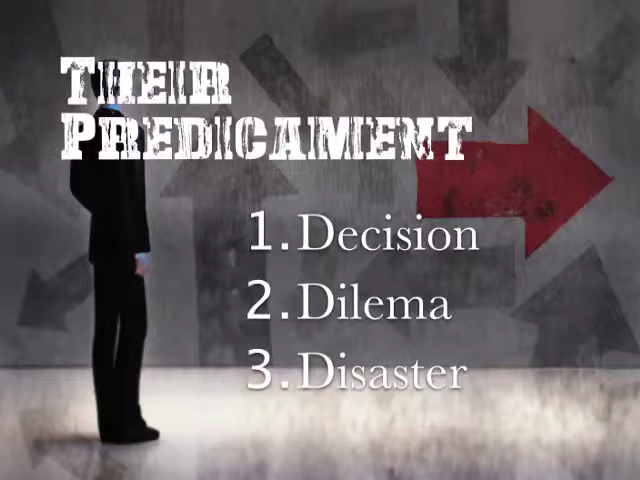 THEIR
PREDICAMENT
1. Decision
2. Dilema
3. Disaster